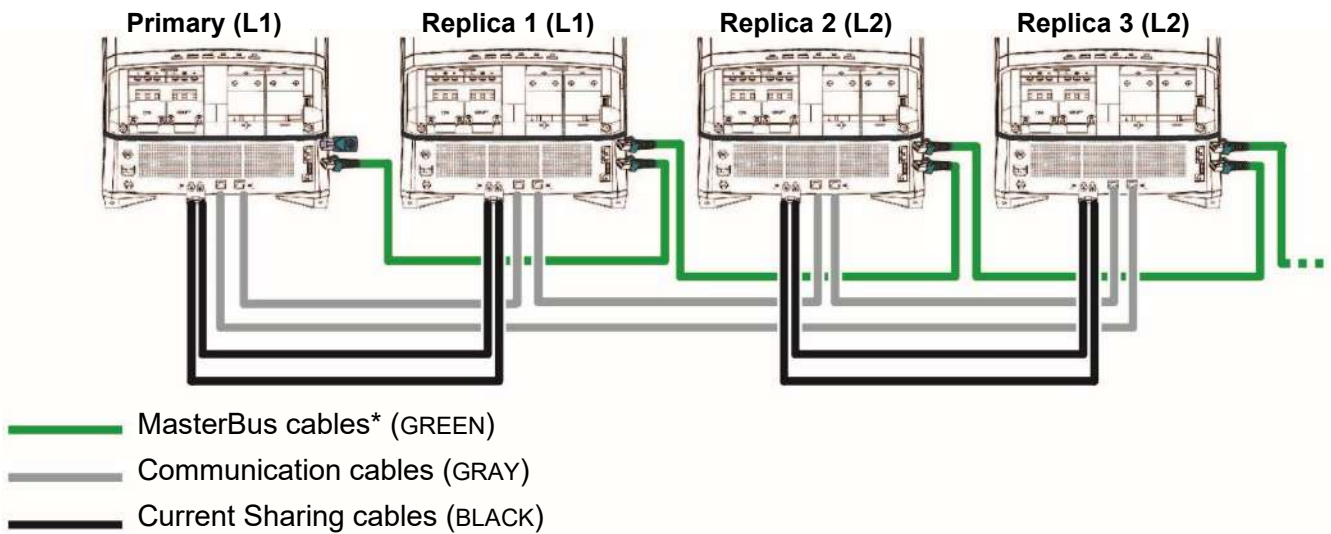 Primary (L1) Replica 1 (L1) Replica 2 (L2) Replica 3 (L2)
MasterBus cables* (GREEN)
Communication cables (GRAY)
Current Sharing cables (BLACK)